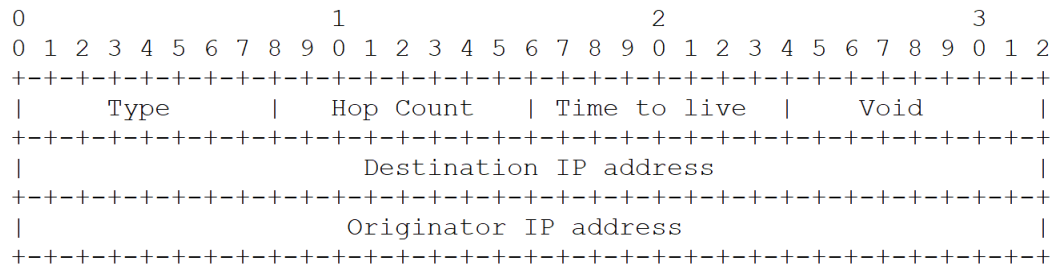 0                   1                   2                   3
0 1 2 3 4 5 6 7 8 9 0 1 2 3 4 5 6 7 8 9 0 1 2 3 4 5 6 7 8 9 0 1 2
+-+-+-+-+-+-+-+-+-+-+-+-+-+-+-+-+-+-+-+-+-+-+-+-+-+-+-+-+-+-+-+-+
|     Type      |   Hop Count   | Time to live  |    Void       |
+-+-+-+-+-+-+-+-+-+-+-+-+-+-+-+-+-+-+-+-+-+-+-+-+-+-+-+-+-+-+-+-+
|                     Destination IP address                    |
+-+-+-+-+-+-+-+-+-+-+-+-+-+-+-+-+-+-+-+-+-+-+-+-+-+-+-+-+-+-+-+-+
|                    Originator IP address                      |
+-+-+-+-+-+-+-+-+-+-+-+-+-+-+-+-+-+-+-+-+-+-+-+-+-+-+-+-+-+-+-+-+